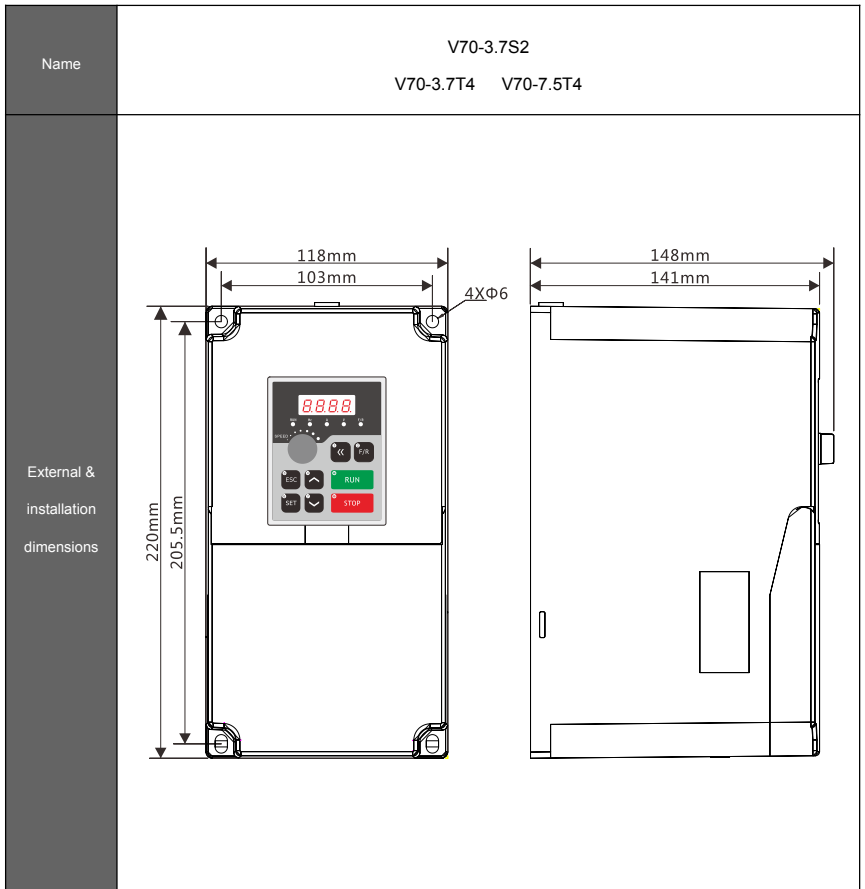 Name
V70-3.7S2
V70-3.7T4 V70-7.5T4
External &
installation
dimensions
118mm
103mm
4XΦ6
148mm
141mm
220mm
205.5mm
8.8.8.8.
SPEED
«
F/R
ESC
RUN
SET
STOP